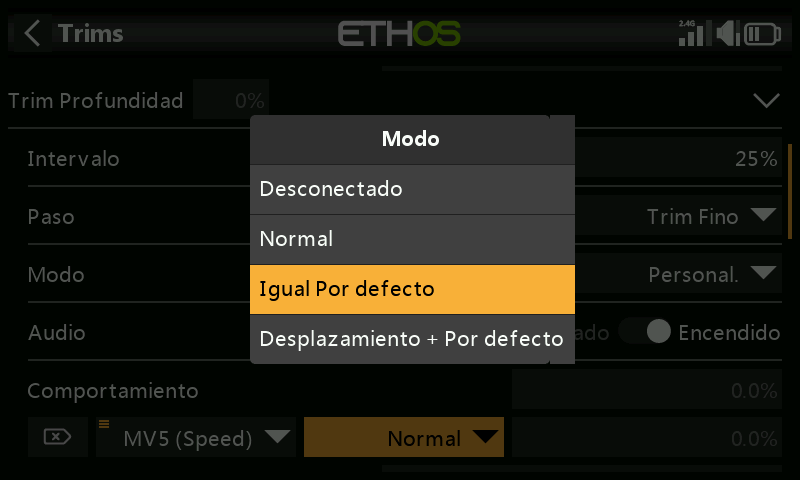 Trims
ETHOS
2.4G
Trim Profundidad
0%
Modo
Intervalo
25%
Desconectado
Paso
Trim Fino
Normal
Modo
Personal.
Igual Por defecto
Audio
ado
Encendido
Desplazamiento + Por defecto
Comportamiento
0.0%
MV5 (Speed)
Normal
0.0%